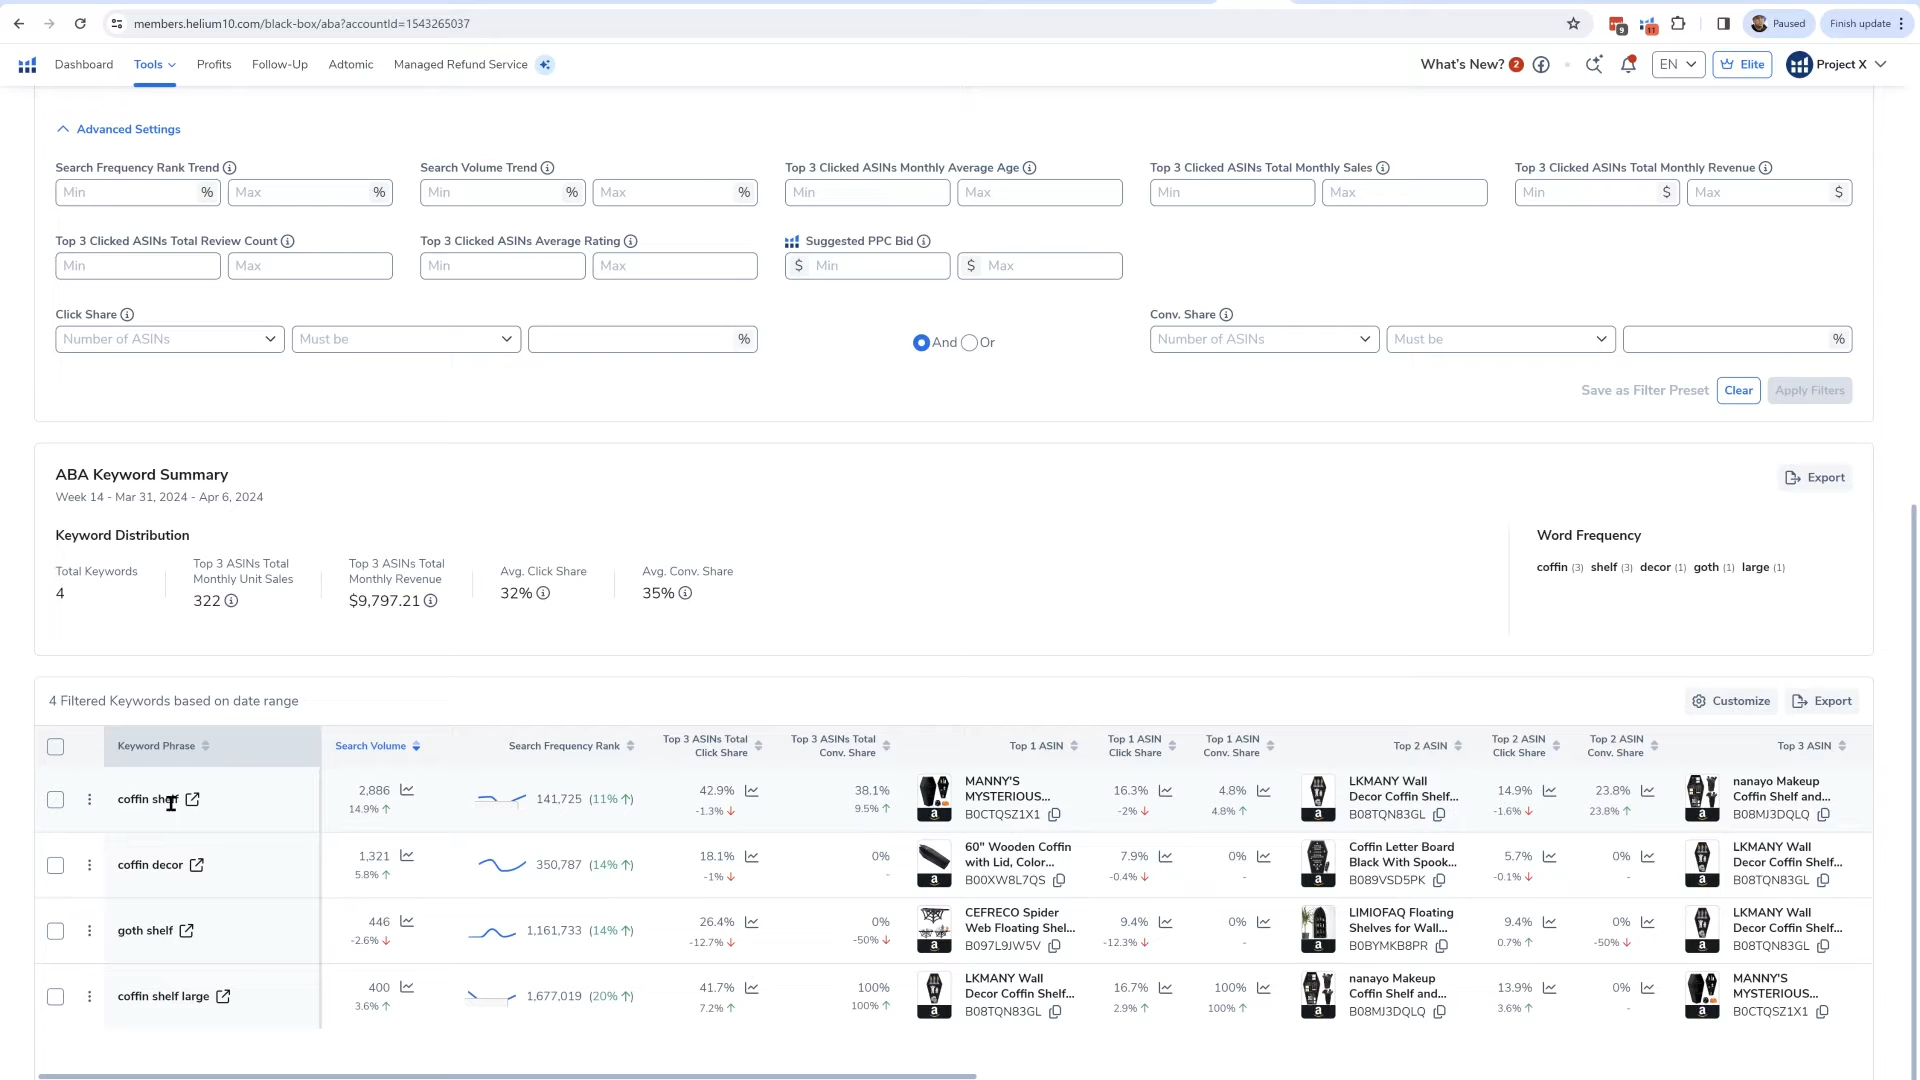 members.helium10.com/black-box/aba?accountId=1543265037
9
11
Paused
Finish update
Dashboard
Tools
Profits
Follow-Up
Adtomic
Managed Refund Service
What's New? 2
EN
Elite
Project X
Advanced Settings
Search Frequency Rank Trend
Search Volume Trend
Top 3 Clicked ASINs Monthly Average Age
Top 3 Clicked ASINs Total Monthly Sales
Top 3 Clicked ASINs Total Monthly Revenue
Min % Max %
Min % Max %
Min Max
Min Max
Min $ Max $
Top 3 Clicked ASINs Total Review Count
Top 3 Clicked ASINs Average Rating
Suggested PPC Bid
Min Max
Min Max
$ Min $ Max
Click Share
Conv. Share
Number of ASINs Must be %
And Or
Number of ASINs Must be %
Save as Filter Preset Clear Apply Filters
ABA Keyword Summary
Export
Week 14 - Mar 31, 2024 - Apr 6, 2024
Keyword Distribution
Total Keywords
4
Top 3 ASINs Total
Monthly Unit Sales
322
Top 3 ASINs Total
Monthly Revenue
$9,797.21
Avg. Click Share
32%
Avg. Conv. Share
35%
Word Frequency
coffin (3) shelf (3) decor (1) goth (1) large (1)
4 Filtered Keywords based on date range
Customize
Export
Keyword Phrase
Search Volume
Search Frequency Rank
Top 3 ASINs Total
Click Share
Top 3 ASINs Total
Conv. Share
Top 1 ASIN
Top 1 ASIN
Click Share
Top 1 ASIN
Conv. Share
Top 2 ASIN
Top 2 ASIN
Click Share
Top 2 ASIN
Conv. Share
Top 3 ASIN
coffin shelf
2,886
14.9%
141,725 (11% ↑)
42.9%
-1.3% ↓
38.1%
9.5% ↑
a
MANNY'S
MYSTERIOUS...
B0CTQSZ1X1
16.3%
-2% ↓
4.8%
4.8% ↑
a
LKMANY Wall
Decor Coffin Shelf...
B08TQN83GL
14.9%
-1.6% ↓
23.8%
23.8% ↑
a
nanayo Makeup
Coffin Shelf and...
B08MJ3DQLQ
coffin decor
1,321
5.8% ↑
350,787 (14% ↑)
18.1%
-1% ↓
0%
-
a
60" Wooden Coffin
with Lid, Color...
B00XW8L7QS
7.9%
-0.4% ↓
0%
-
a
Coffin Letter Board
Black With Spook...
B089VSD5PK
5.7%
-0.1% ↓
0%
-
a
LKMANY Wall
Decor Coffin Shelf...
B08TQN83GL
goth shelf
446
-2.6% ↓
1,161,733 (14% ↑)
26.4%
-12.7% ↓
0%
-50% ↓
a
CEFRECO Spider
Web Floating Shel...
B097L9JW5V
9.4%
-12.3% ↓
0%
-
a
LIMIOFAQ Floating
Shelves for Wall...
B0BYMKB8PR
9.4%
0.7% ↑
0%
-50% ↓
a
LKMANY Wall
Decor Coffin Shelf...
B08TQN83GL
coffin shelf large
400
3.6% ↑
1,677,019 (20% ↑)
41.7%
7.2% ↑
100%
100% ↑
a
LKMANY Wall
Decor Coffin Shelf...
B08TQN83GL
16.7%
2.9% ↑
100%
100% ↑
a
nanayo Makeup
Coffin Shelf and...
B08MJ3DQLQ
13.9%
3.6% ↑
0%
-
a
MANNY'S
MYSTERIOUS...
B0CTQSZ1X1